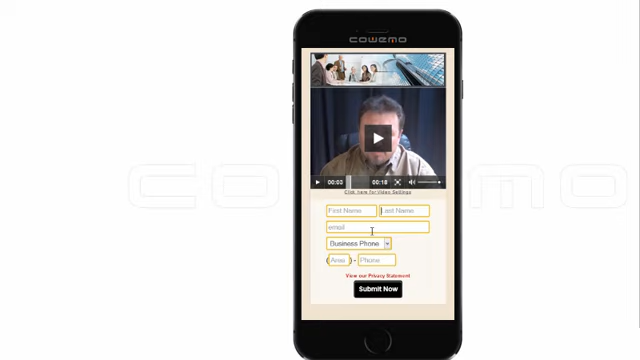 COWEMO
00:03
00:18
Click here for Video Settings
First Name
Last Name
email
Business Phone
( Area ) - Phone
View our Privacy Statement
Submit Now
COWEMO